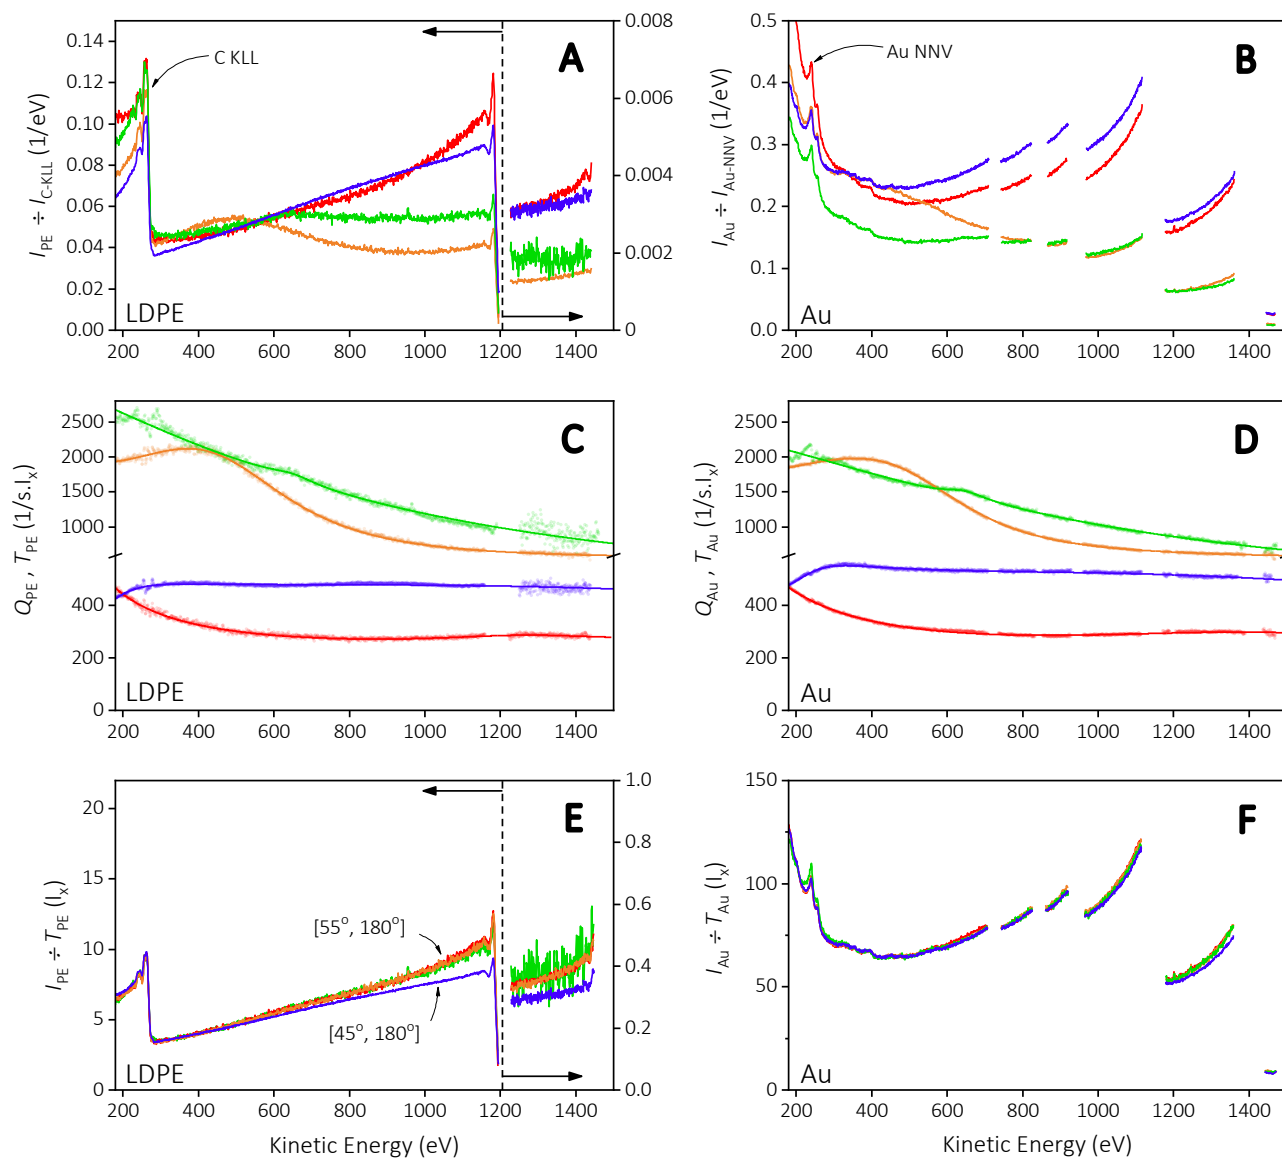 A
C KLL
LDPE
I_PE ÷ I_C-KLL (1/eV)
0.14
0.12
0.10
0.08
0.06
0.04
0.02
0.00
0.008
0.006
0.004
0.002
0
200 400 600 800 1000 1200 1400
B
Au NNV
Au
I_Au ÷ I_Au-NNV (1/eV)
0.5
0.4
0.3
0.2
0.1
0.0
200 400 600 800 1000 1200 1400
C
LDPE
Q_PE , T_PE (1/s.I_x)
2500
2000
1500
1000
400
200
0
200 400 600 800 1000 1200 1400
D
Au
Q_Au , T_Au (1/s.I_x)
2500
2000
1500
1000
400
200
0
200 400 600 800 1000 1200 1400
E
[55°, 180°]
[45°, 180°]
LDPE
I_PE ÷ T_PE (I_x)
20
15
10
5
0
1.0
0.8
0.6
0.4
0.2
0.0
200 400 600 800 1000 1200 1400
Kinetic Energy (eV)
F
Au
I_Au ÷ T_Au (I_x)
150
100
50
0
200 400 600 800 1000 1200 1400
Kinetic Energy (eV)